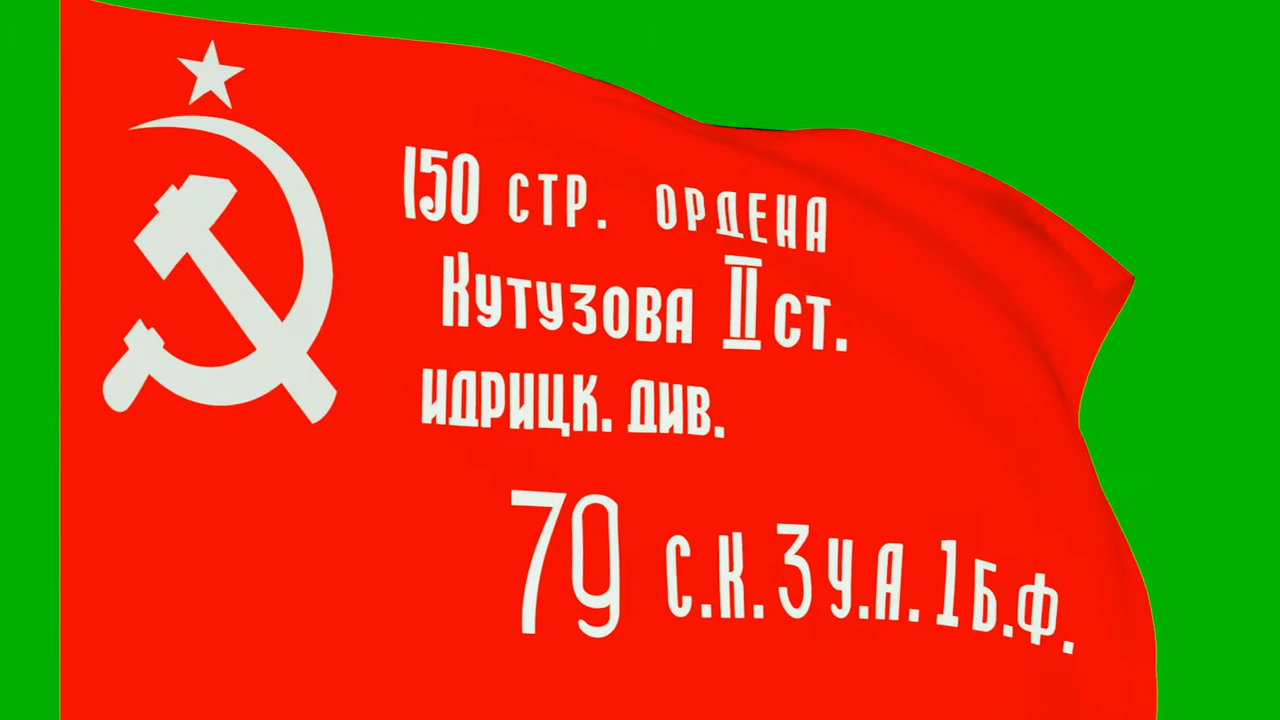 150 СТР. ОРДЕНА
КУТУЗОВА II СТ.
ИДРИЦК. ДИВ.
79 С.К. 3 У.А. 1 Б.Ф.